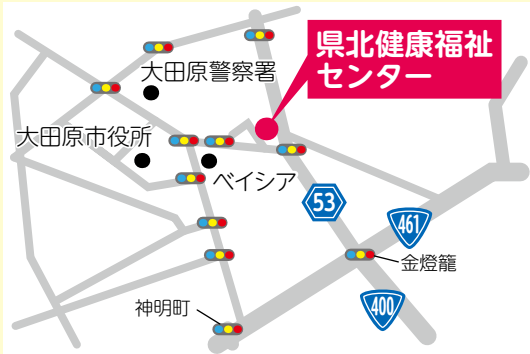 県北健康福祉
センター
大田原警察署
大田原市役所
ベイシア
53
461
金燈籠
400
神明町